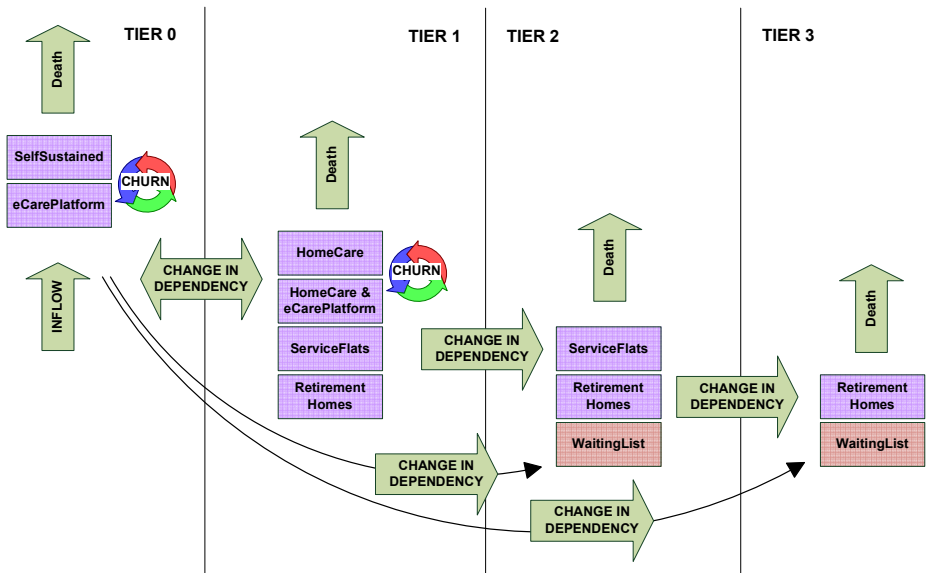 TIER 0
TIER 1
TIER 2
TIER 3
Death
SelfSustained
eCarePlatform
CHURN
INFLOW
CHANGE IN
DEPENDENCY
Death
HomeCare
HomeCare &
eCarePlatform
ServiceFlats
Retirement
Homes
CHURN
CHANGE IN
DEPENDENCY
Death
ServiceFlats
Retirement
Homes
WaitingList
CHANGE IN
DEPENDENCY
Death
Retirement
Homes
WaitingList
CHANGE IN
DEPENDENCY
CHANGE IN
DEPENDENCY